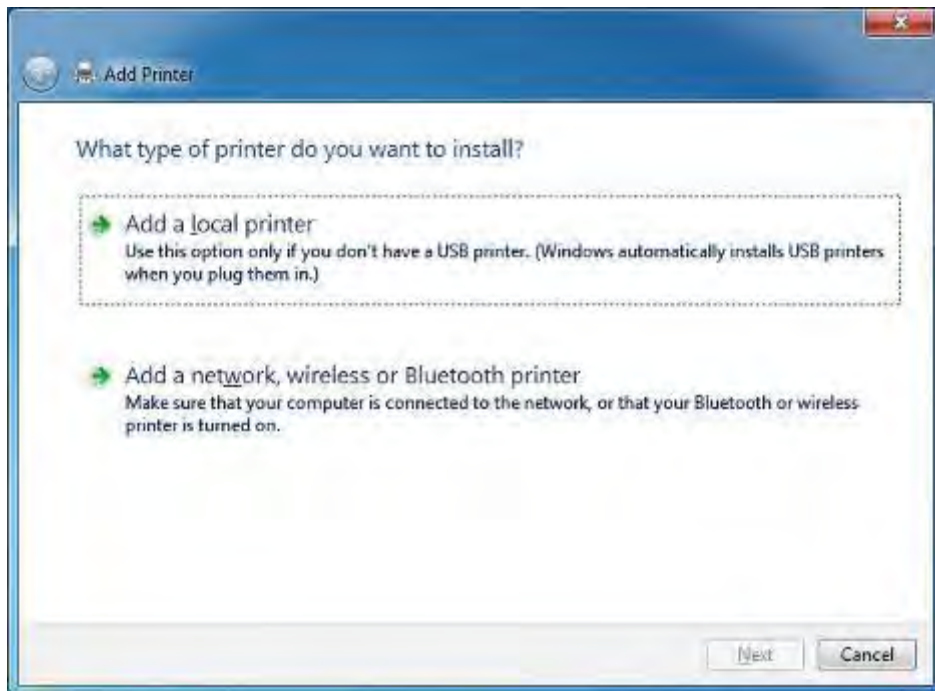 Add Printer
What type of printer do you want to install?
Add a local printer
Use this option only if you don't have a USB printer. (Windows automatically installs USB printers
when you plug them in.)
Add a network, wireless or Bluetooth printer
Make sure that your computer is connected to the network, or that your Bluetooth or wireless
printer is turned on.
Next
Cancel